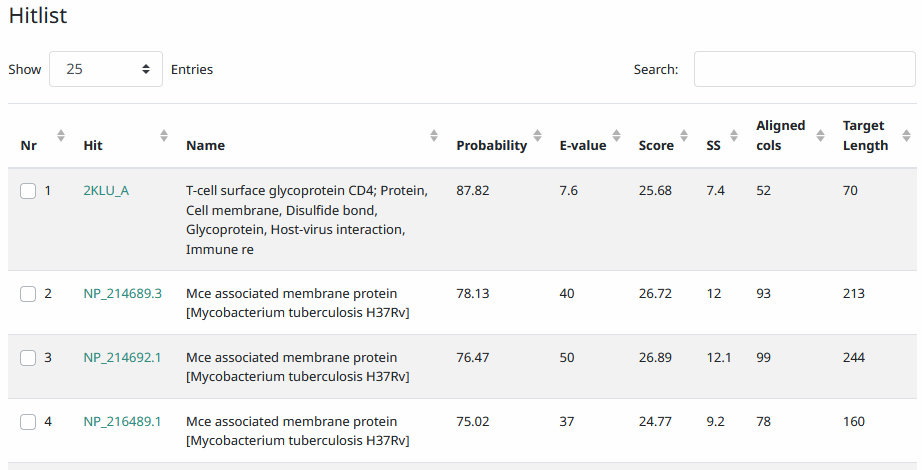 Hitlist
Show 25 Entries Search:
Nr Hit Name Probability E-value Score SS Aligned cols Target Length
1 2KLU_A T-cell surface glycoprotein CD4; Protein, 87.82 7.6 25.68 7.4 52 70
Cell membrane, Disulfide bond,
Glycoprotein, Host-virus interaction,
Immune re
2 NP_214689.3 Mce associated membrane protein 78.13 40 26.72 12 93 213
[Mycobacterium tuberculosis H37Rv]
3 NP_214692.1 Mce associated membrane protein 76.47 50 26.89 12.1 99 244
[Mycobacterium tuberculosis H37Rv]
4 NP_216489.1 Mce associated membrane protein 75.02 37 24.77 9.2 78 160
[Mycobacterium tuberculosis H37Rv]